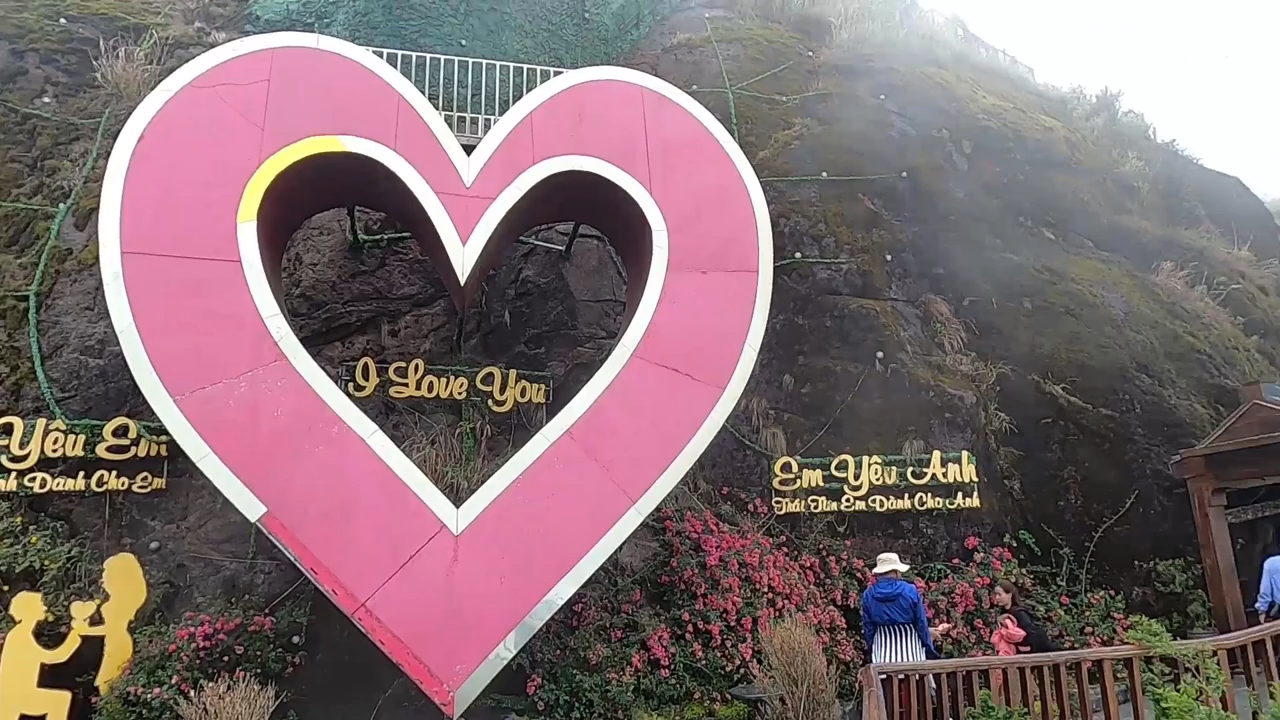 I Love You
Yêu Em
Dành Cho Em
Em Yêu Anh
Trái Tim Em Dành Cho Anh